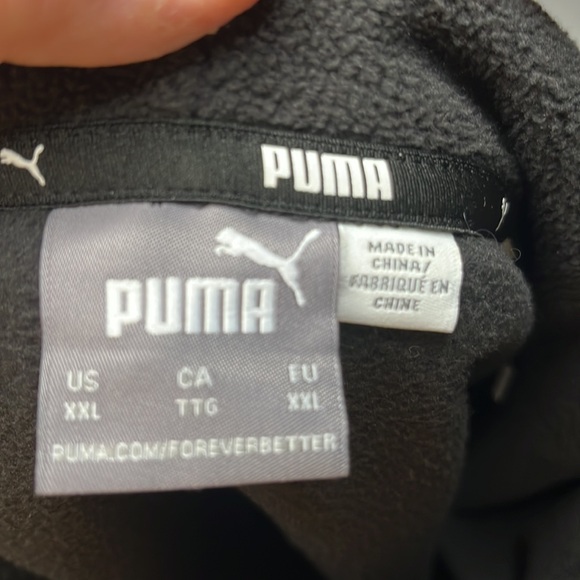 PUMA
PUMA
MADE IN
CHINA/
FABRIQUÉ EN
CHINE
US CA EU
XXL TTG XXL
PUMA.COM/FOREVERBETTER